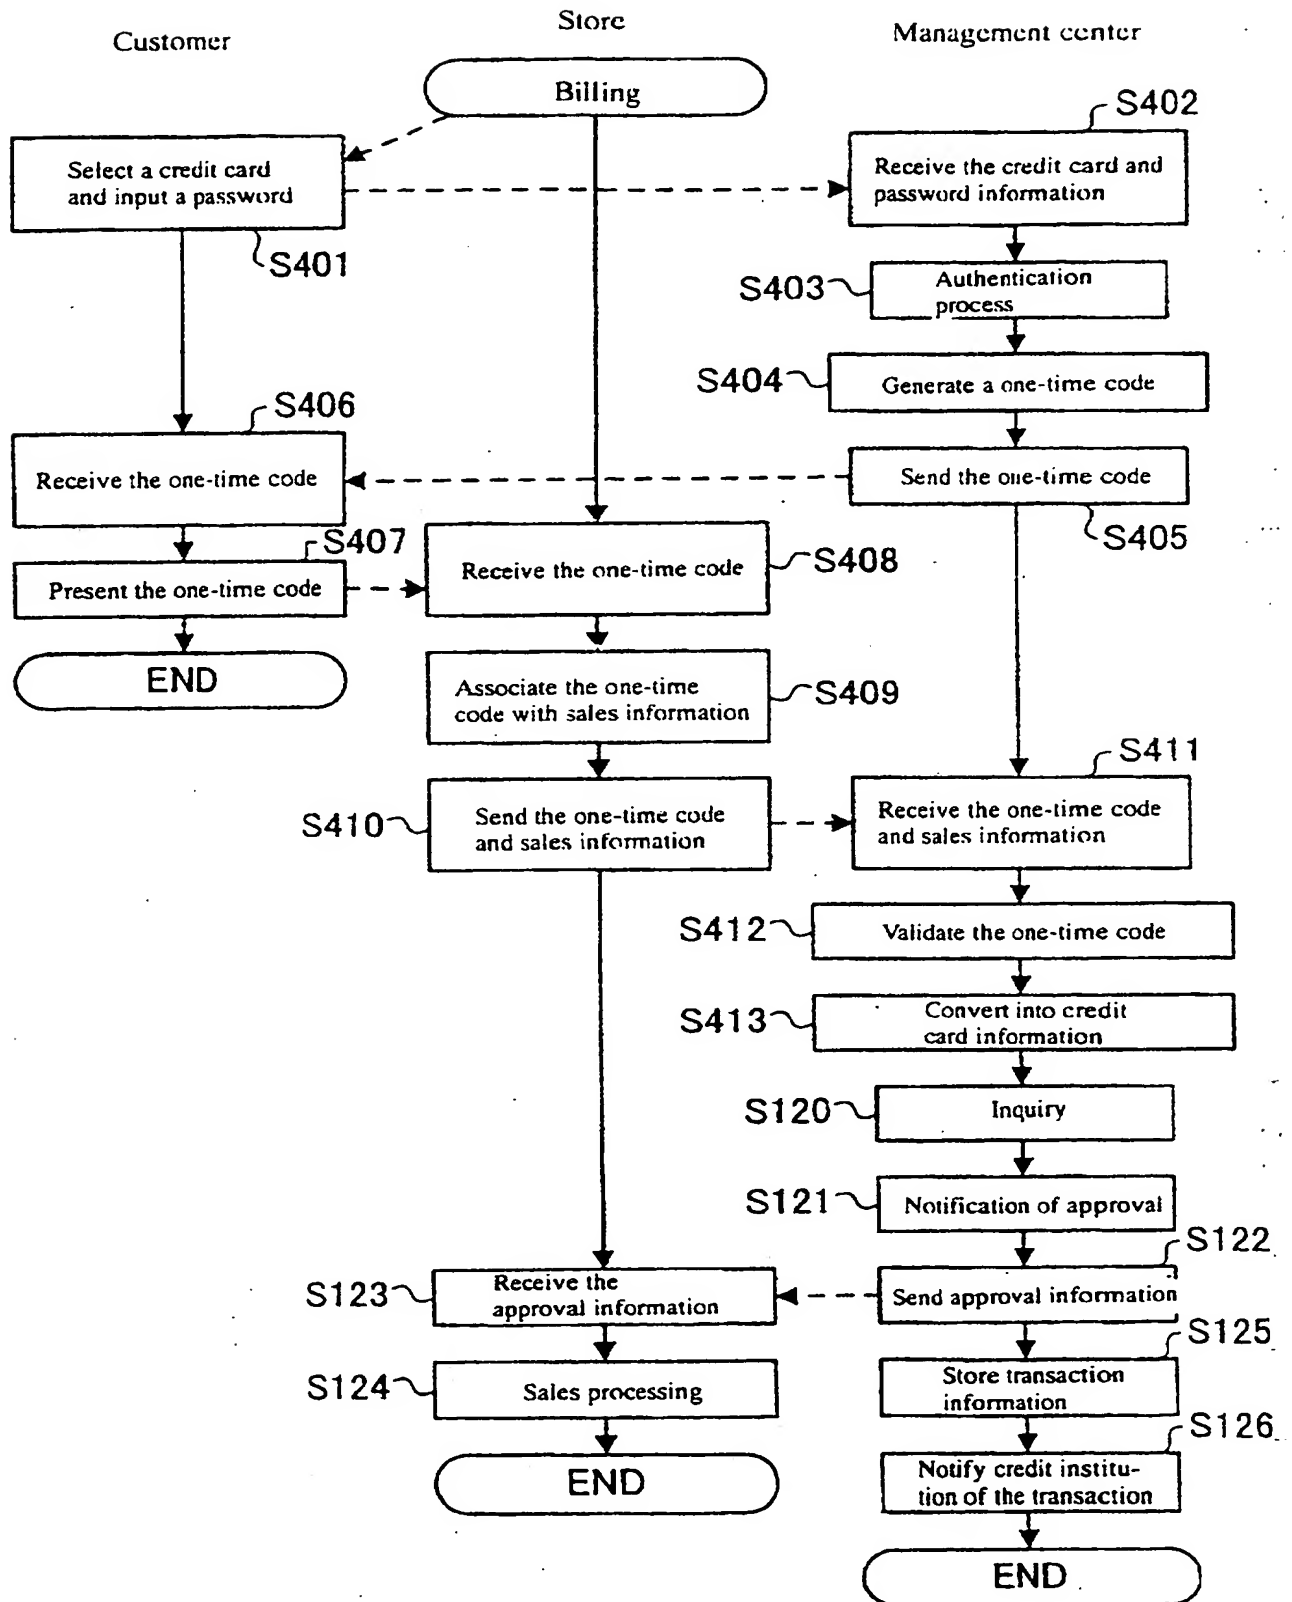 Customer
Store
Management center
Billing
S402
Select a credit card
and input a password
Receive the credit card and
password information
S401
S403
Authentication
process
S404
Generate a one-time code
S406
Receive the one-time code
Send the one-time code
S405
S407
Present the one-time code
Receive the one-time code
S408
END
Associate the one-time
code with sales information
S409
S411
S410
Send the one-time code
and sales information
Receive the one-time code
and sales information
S412
Validate the one-time code
S413
Convert into credit
card information
S120
Inquiry
S121
Notification of approval
S122
S123
Receive the
approval information
Send approval information
S125
S124
Sales processing
Store transaction
information
S126
END
Notify credit institu-
tion of the transaction
END